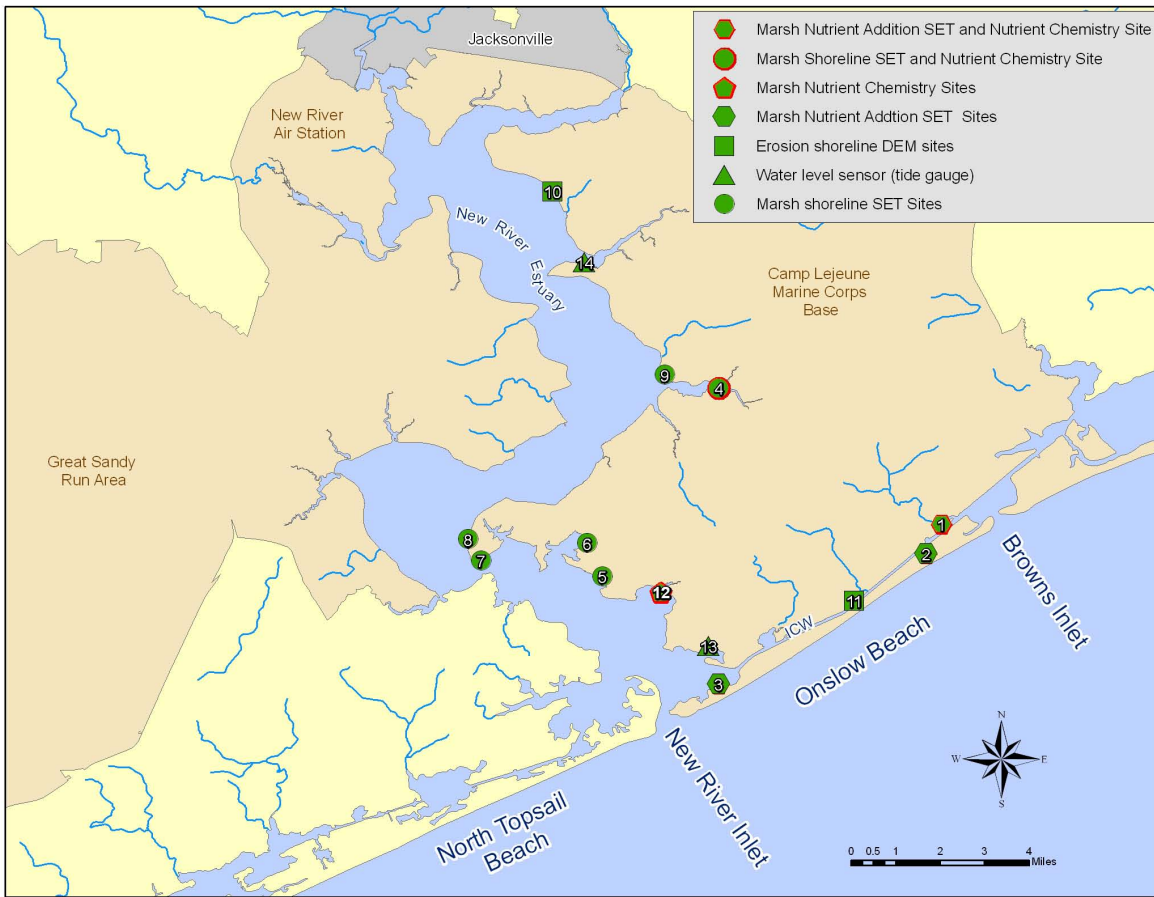 Jacksonville
Marsh Nutrient Addition SET and Nutrient Chemistry Site
Marsh Shoreline SET and Nutrient Chemistry Site
Marsh Nutrient Chemistry Sites
Marsh Nutrient Addtion SET Sites
Erosion shoreline DEM sites
Water level sensor (tide gauge)
Marsh shoreline SET Sites
New River
Air Station
10
New River Estuary
14
Camp Lejeune
Marine Corps
Base
9
4
Great Sandy
Run Area
8
7
6
5
12
1
2
11
13
3
ICW
Browns Inlet
Onslow Beach
New River Inlet
North Topsail
Beach
N
W
E
S
0 0.5 1 2 3 4
Miles